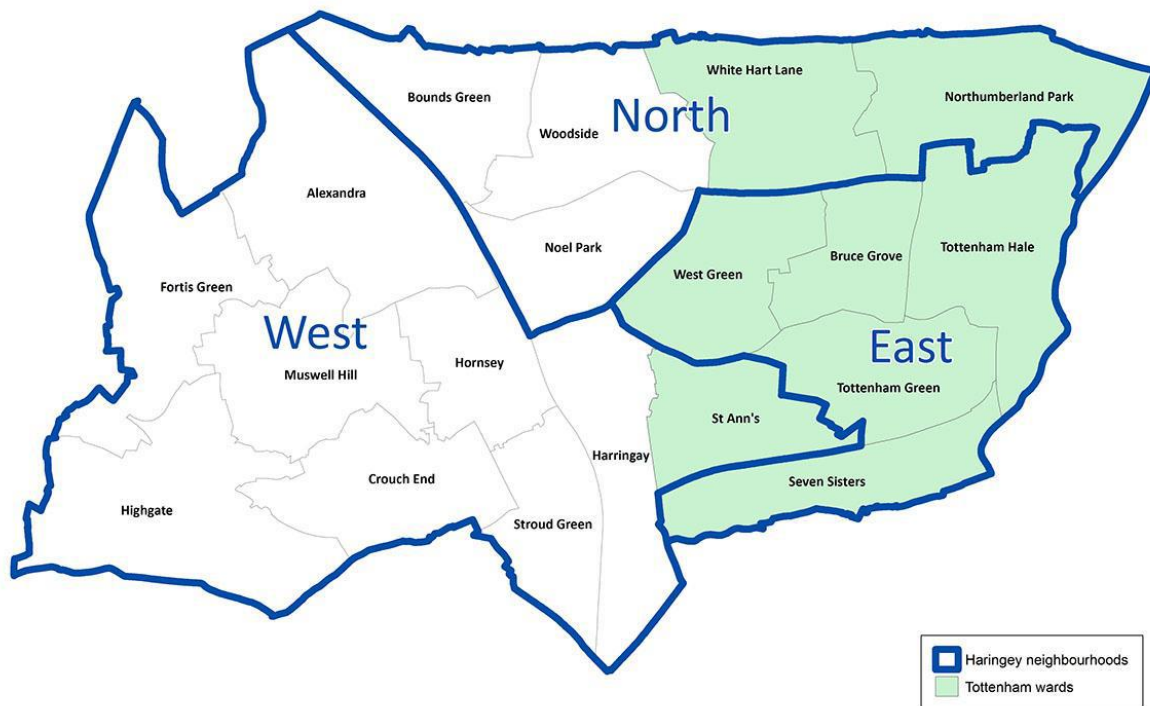 White Hart Lane
Bounds Green
Northumberland Park
North
Woodside
Alexandra
Noel Park
Tottenham Hale
Bruce Grove
West Green
Fortis Green
West
East
Hornsey
Muswell Hill
Tottenham Green
St Ann's
Harringay
Crouch End
Seven Sisters
Highgate
Stroud Green
Haringey neighbourhoods
Tottenham wards